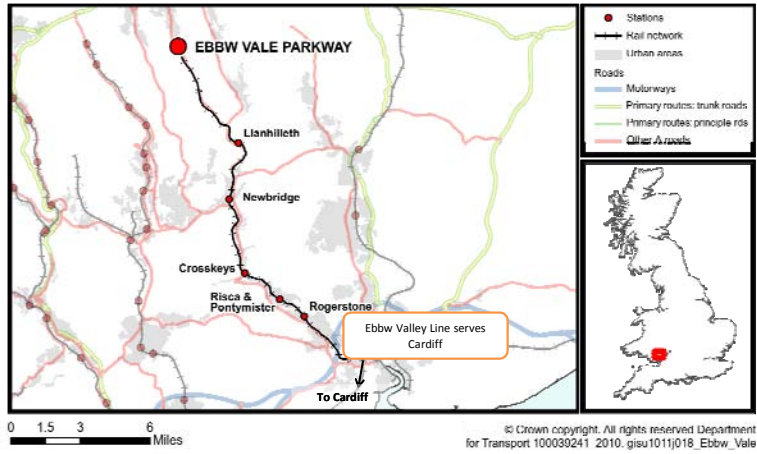 EBBW VALE PARKWAY
Llanhilleth
Newbridge
Crosskeys
Risca &
Pontymister
Rogerstone
Ebbw Valley Line serves
Cardiff
To Cardiff
Stations
Rail network
Urban areas
Roads
Motorways
Primary routes: trunk roads
Primary routes: principle rds
Other A roads
0 1.5 3 6
Miles
© Crown copyright. All rights reserved Department
for Transport 100039241 2010. gisu1011j018_Ebbw_Vale